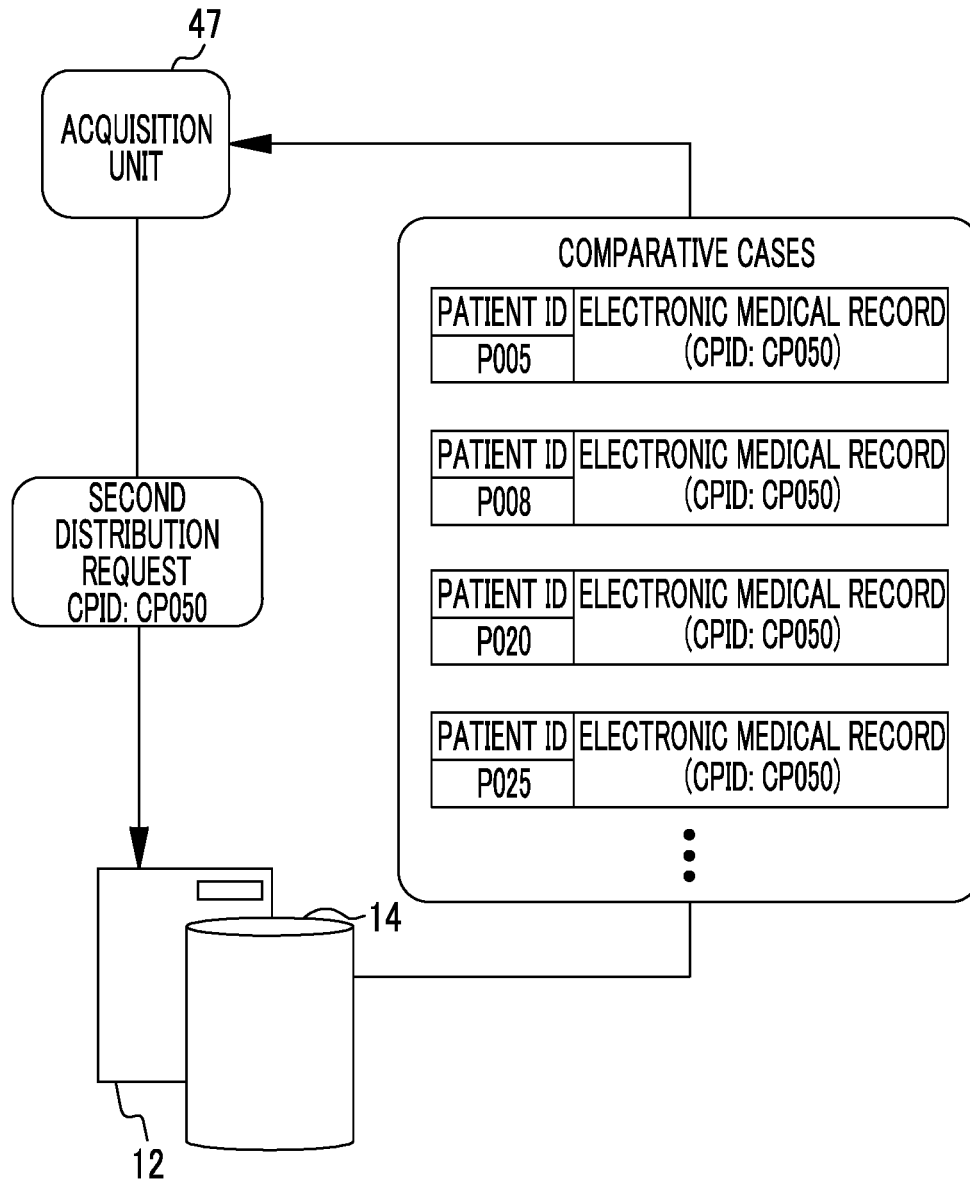 47
ACQUISITION
UNIT
SECOND
DISTRIBUTION
REQUEST
CPID: CP050
COMPARATIVE CASES
PATIENT ID
P005
ELECTRONIC MEDICAL RECORD
(CPID: CP050)
PATIENT ID
P008
ELECTRONIC MEDICAL RECORD
(CPID: CP050)
PATIENT ID
P020
ELECTRONIC MEDICAL RECORD
(CPID: CP050)
PATIENT ID
P025
ELECTRONIC MEDICAL RECORD
(CPID: CP050)
14
12